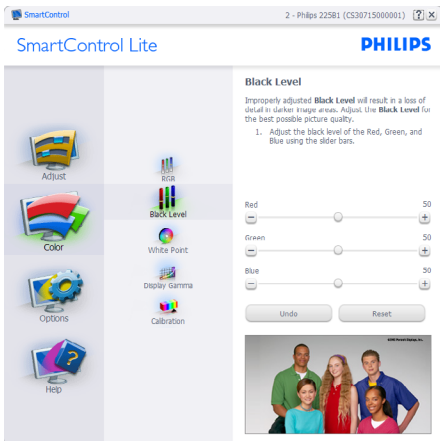 SmartControl
2 - Philips 225B1 (CS30715000001)
SmartControl Lite
PHILIPS
Black Level
Improperly adjusted Black Level will result in a loss of
detail in darker image areas. Adjust the Black Level for
the best possible picture quality.
1. Adjust the black level of the Red, Green, and
Blue using the slider bars.
Adjust
RGB
Black Level
Color
White Point
Display Gamma
Options
Calibration
Help
Red
50
Green
50
Blue
50
Undo
Reset